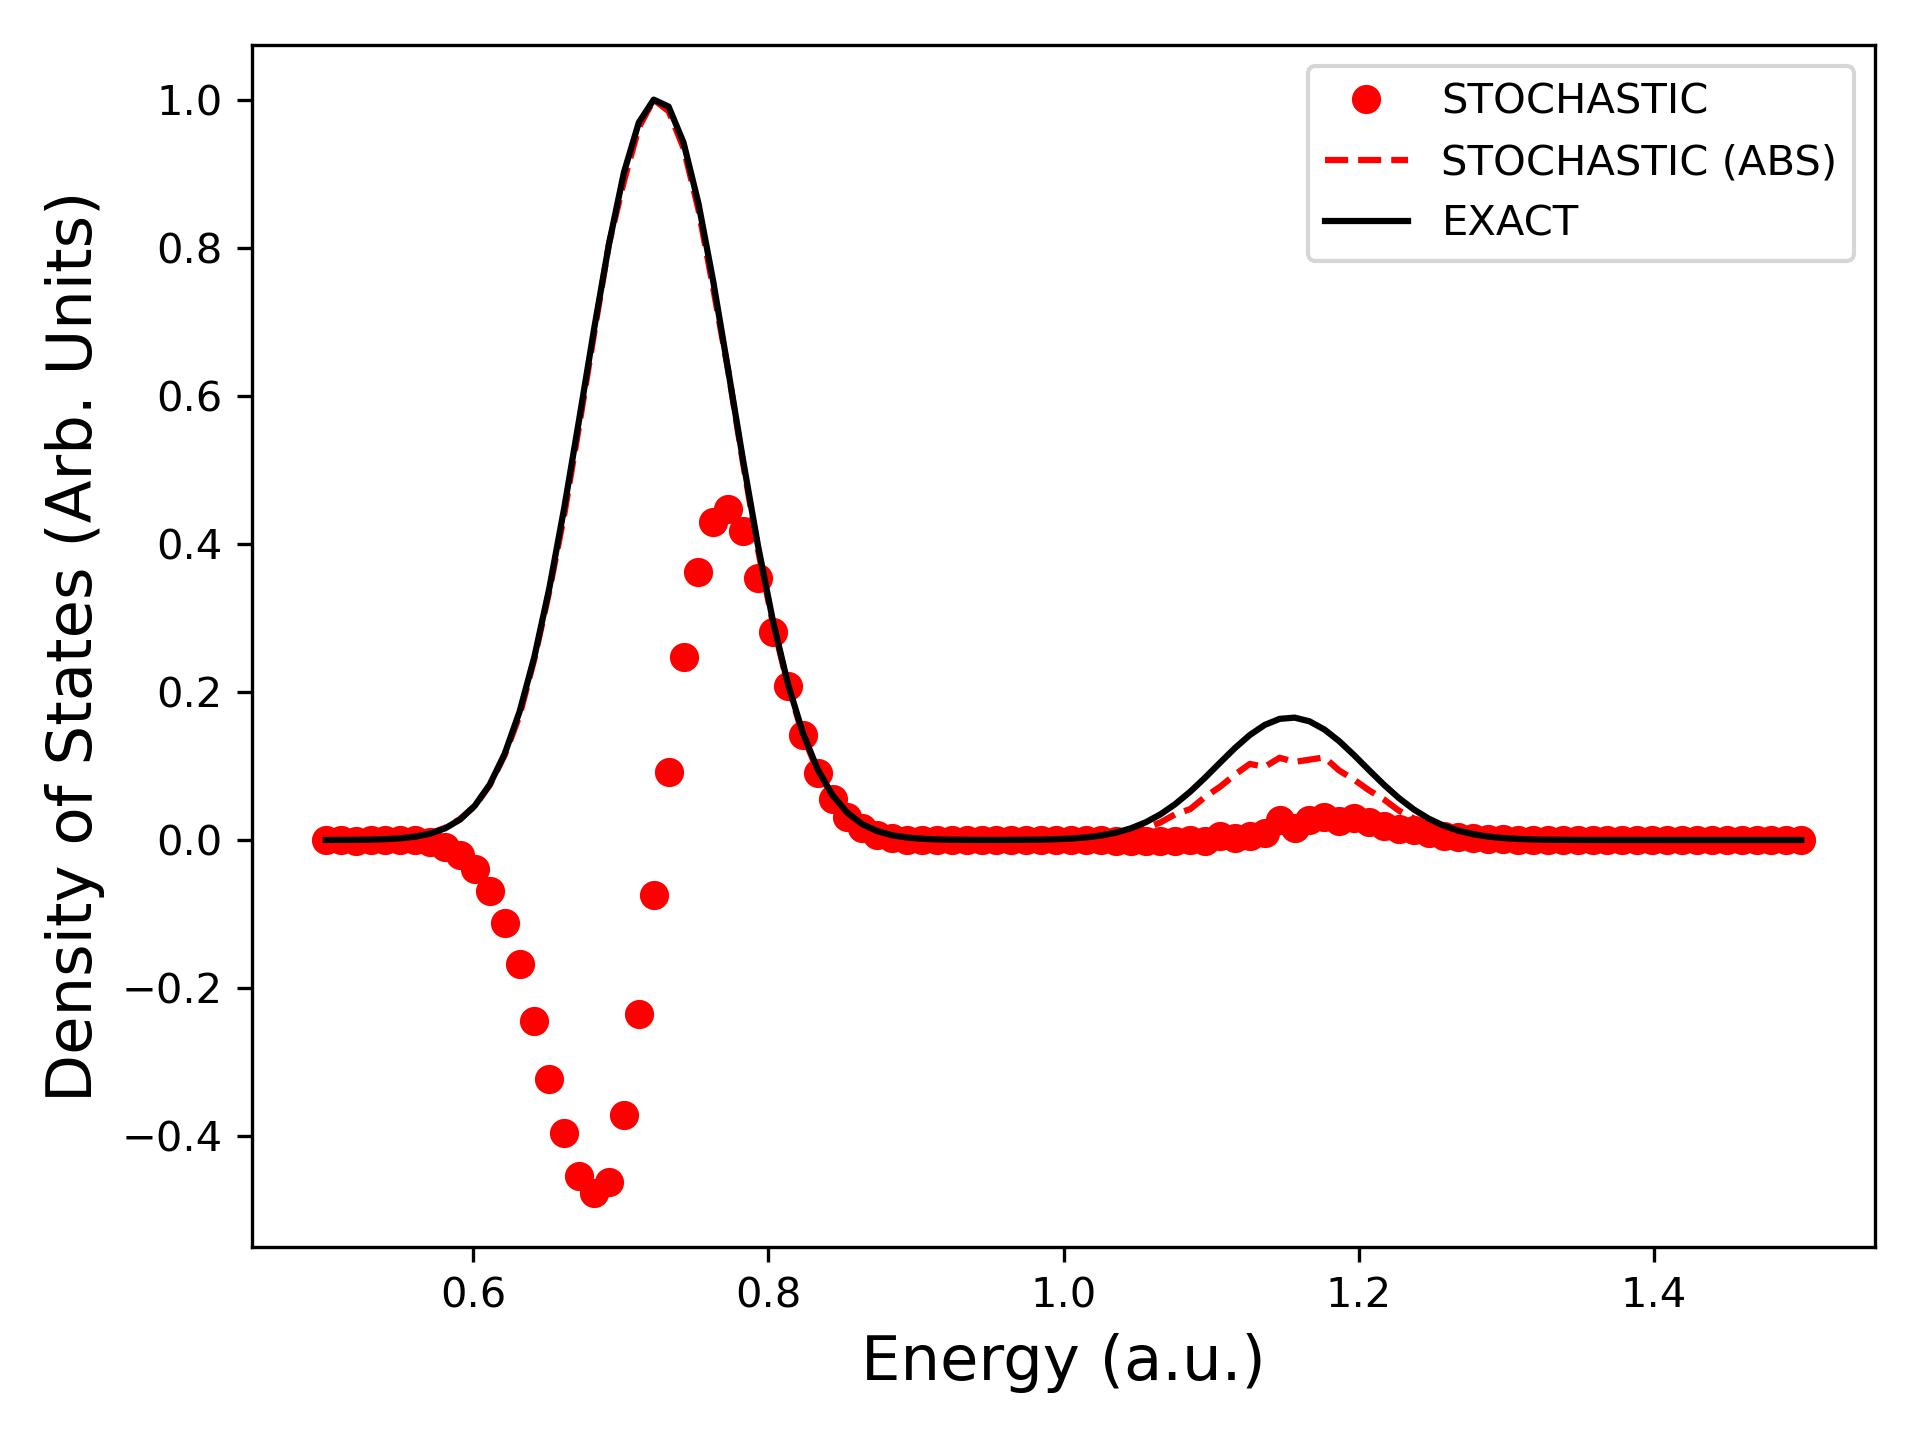 STOCHASTIC
STOCHASTIC (ABS)
EXACT
Density of States (Arb. Units)
1.0
0.8
0.6
0.4
0.2
0.0
−0.2
−0.4
0.6 0.8 1.0 1.2 1.4
Energy (a.u.)